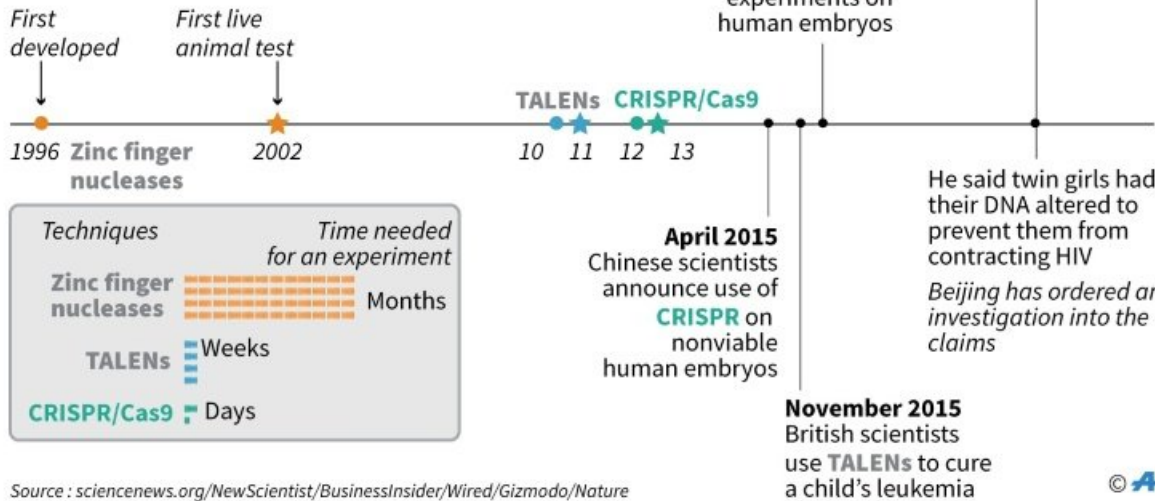 First
developed
First live
animal test
human embryos
TALENs CRISPR/Cas9
1996 Zinc finger
nucleases
2002
10 11 12 13
Techniques
Time needed
for an experiment
Zinc finger
nucleases
Months
TALENs
Weeks
CRISPR/Cas9
Days
April 2015
Chinese scientists
announce use of
CRISPR on
nonviable
human embryos
November 2015
British scientists
use TALENs to cure
a child's leukemia
He said twin girls had
their DNA altered to
prevent them from
contracting HIV
Beijing has ordered
investigation into the
claims
Source : sciencenews.org/NewScientist/BusinessInsider/Wired/Gizmodo/Nature
©